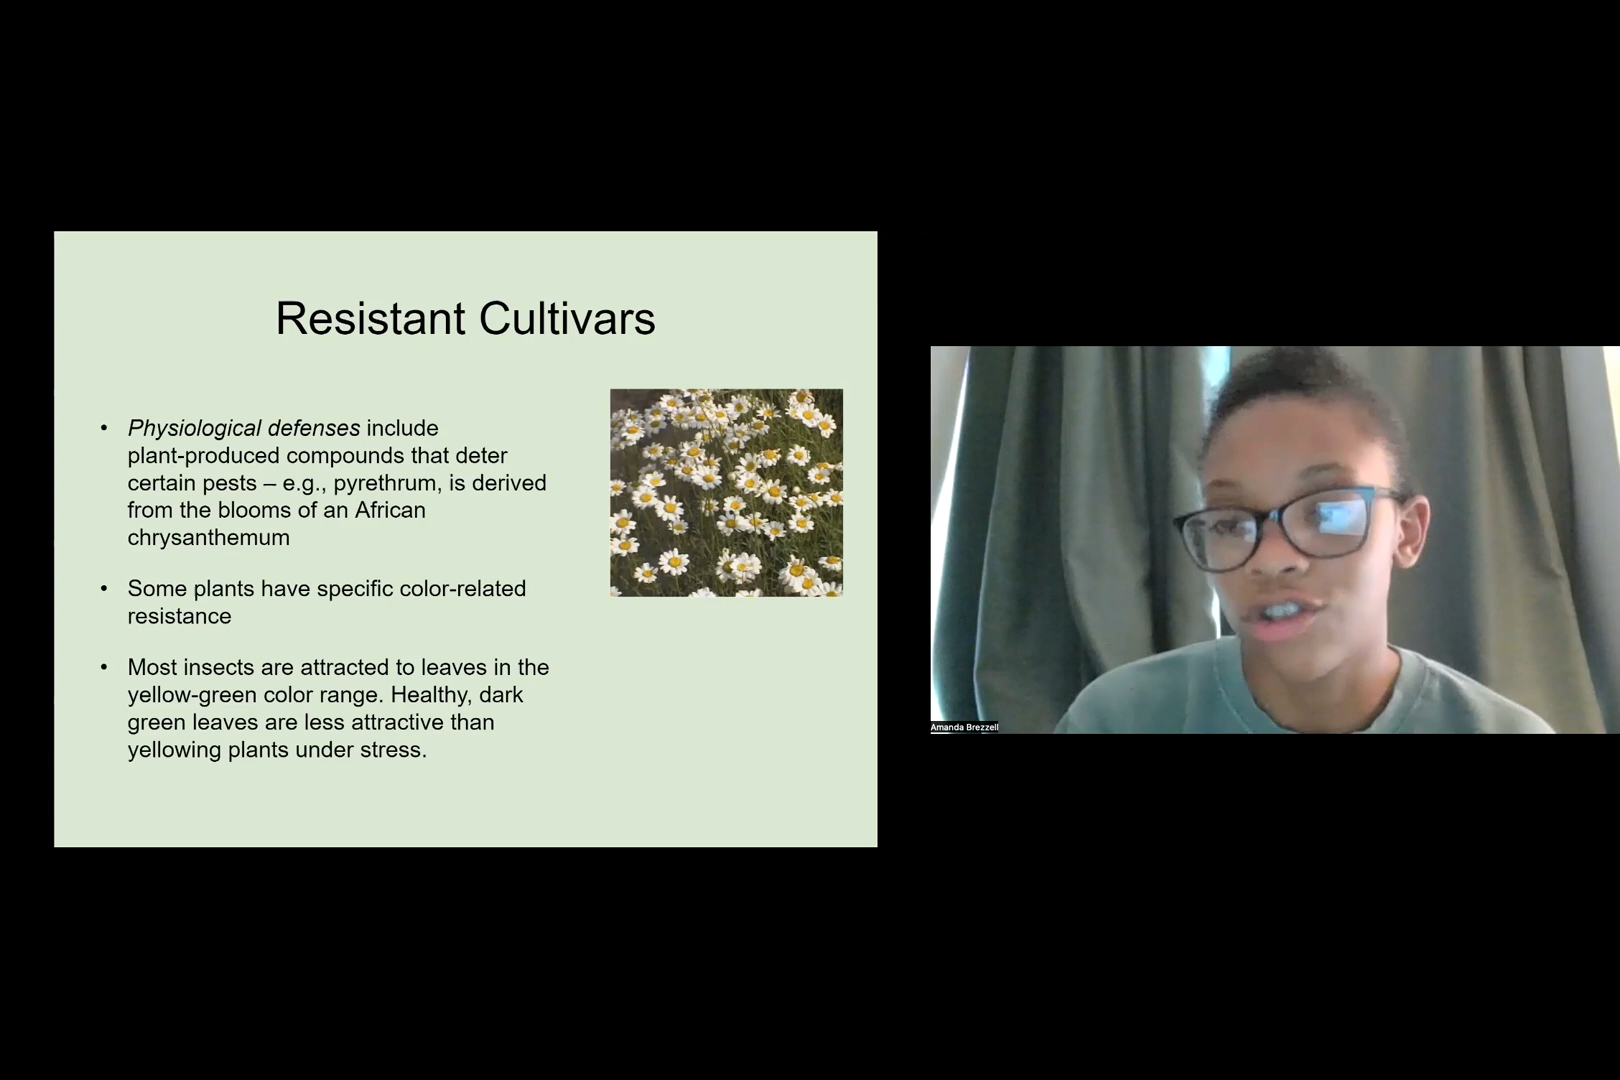 Resistant Cultivars
• Physiological defenses include
plant-produced compounds that deter
certain pests – e.g., pyrethrum, is derived
from the blooms of an African
chrysanthemum
• Some plants have specific color-related
resistance
• Most insects are attracted to leaves in the
yellow-green color range. Healthy, dark
green leaves are less attractive than
yellowing plants under stress.
Amanda Brezzell